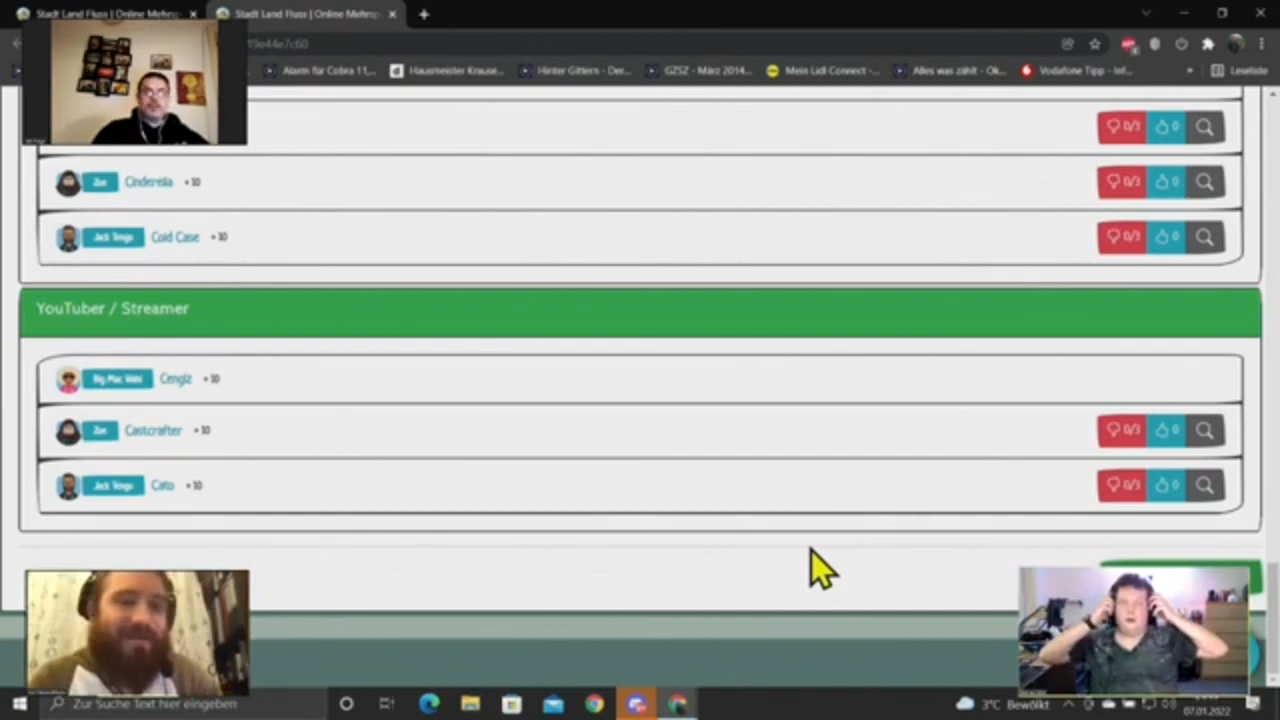 Stadt Land Fluss | Online Mehrsp
Stadt Land Fluss | Online Mehrsp
9e44e7c60
Alarm für Cobra 11,...
Hausmeister Krause...
Hinter Gittern - Der...
GZSZ - März 2014...
Mein Lidl Connect -...
Alles was zählt - Ok...
Vodafone Tipp - Inf...
»
Leseliste
0/3 0
Zoe Cinderella +10 0/3 0
Jack Tengo Cold Case +10 0/3 0
YouTuber / Streamer
Big Mac Cengiz +10
Castcrafter +10 0/3 0
Jack Tengo Cato +10 0/3 0
Zur Suche Text hier eingeben
3°C Bewölkt
07.01.2022